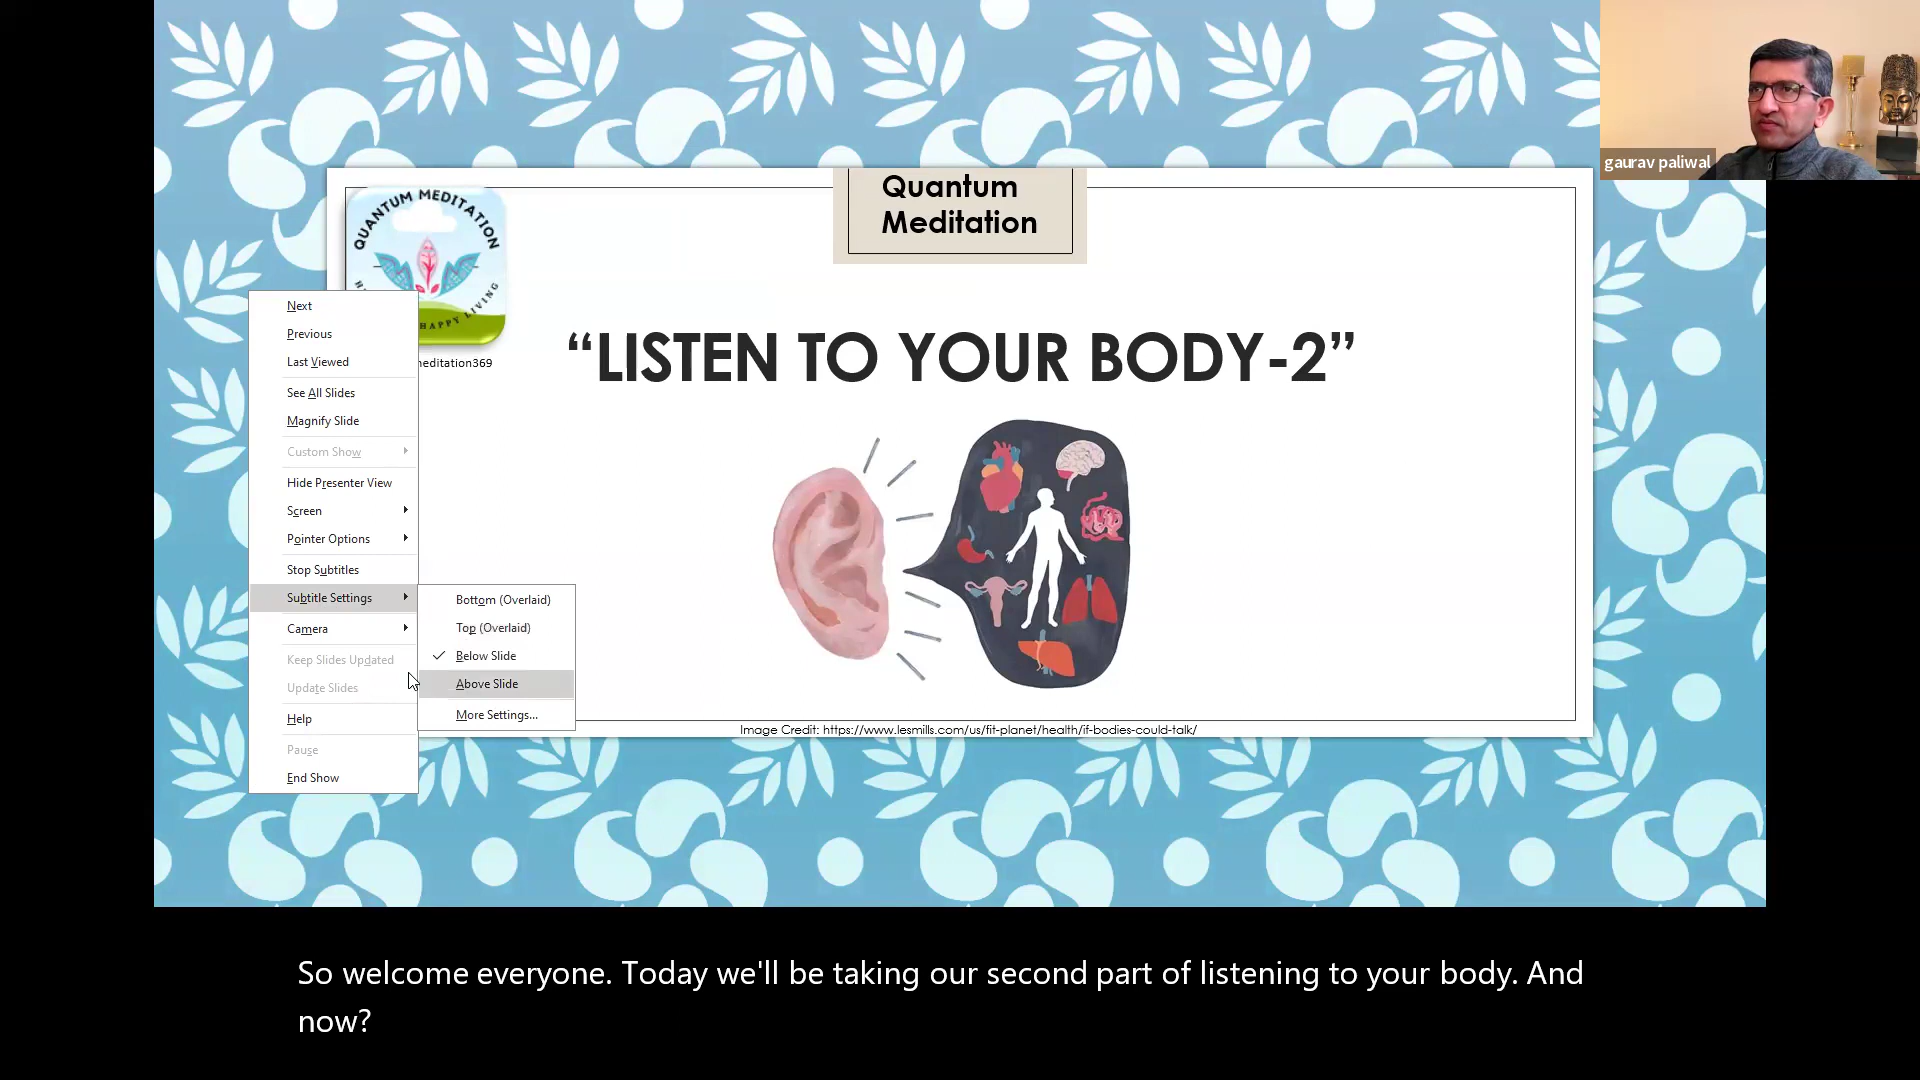 gaurav paliwal
Quantum
Meditation
QUANTUM MEDITATION
HAPPY LIVING
meditation369
“LISTEN TO YOUR BODY-2”
Next
Previous
Last Viewed
See All Slides
Magnify Slide
Custom Show
Hide Presenter View
Screen
Pointer Options
Stop Subtitles
Subtitle Settings
Camera
Keep Slides Updated
Update Slides
Help
Pause
End Show
Bottom (Overlaid)
Top (Overlaid)
Below Slide
Above Slide
More Settings...
Image Credit: https://www.lesmills.com/us/fit-planet/health/if-bodies-could-talk/
So welcome everyone. Today we'll be taking our second part of listening to your body. And
now?